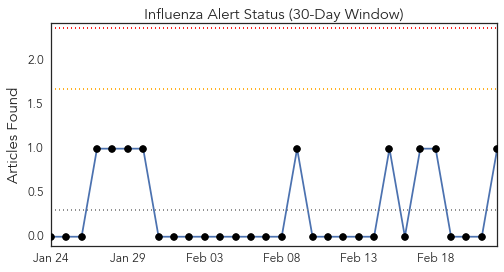 Influenza Alert Status (30-Day Window)
Articles Found
2.0
1.5
1.0
0.5
0.0
Jan 24 Jan 29 Feb 03 Feb 08 Feb 13 Feb 18